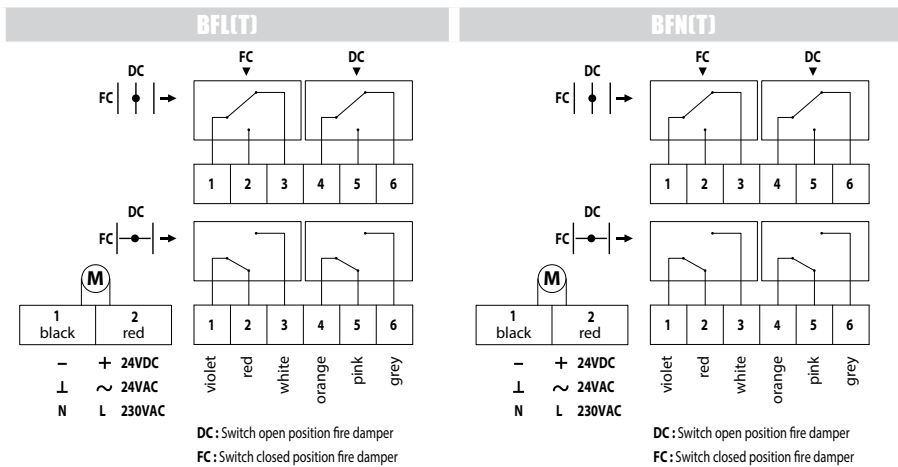 BFL(T)
FC DC
DC
FC
1 2 3 4 5 6
DC
FC
M
1 2
black red
1 2 3 4 5 6
violet red white orange pink grey
– + 24VDC
⊥ ~ 24VAC
N L 230VAC
DC : Switch open position fire damper
FC : Switch closed position fire damper
BFN(T)
FC DC
DC
FC
1 2 3 4 5 6
DC
FC
M
1 2
black red
1 2 3 4 5 6
violet red white orange pink grey
– + 24VDC
⊥ ~ 24VAC
N L 230VAC
DC : Switch open position fire damper
FC : Switch closed position fire damper